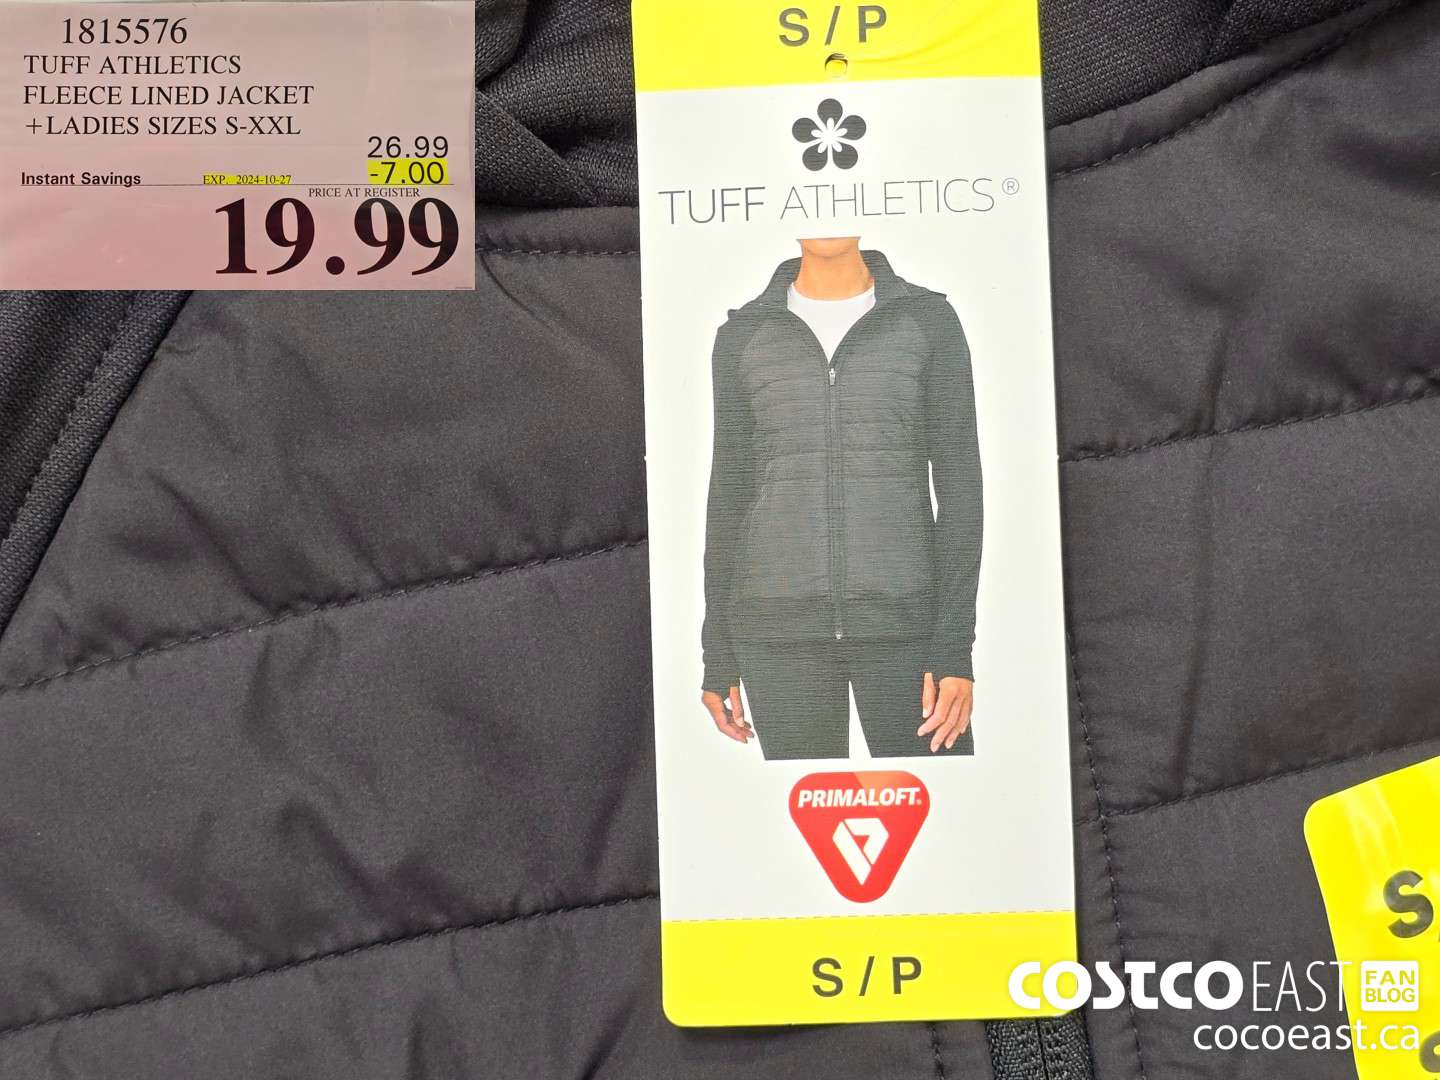 1815576
TUFF ATHLETICS
FLEECE LINED JACKET
+LADIES SIZES S-XXL
26.99
Instant Savings EXP. 2024-10-27 -7.00
PRICE AT REGISTER
19.99
S / P
TUFF ATHLETICS®
PRIMALOFT®
S / P
S
COSTCO EAST FAN BLOG
cocoeast.ca